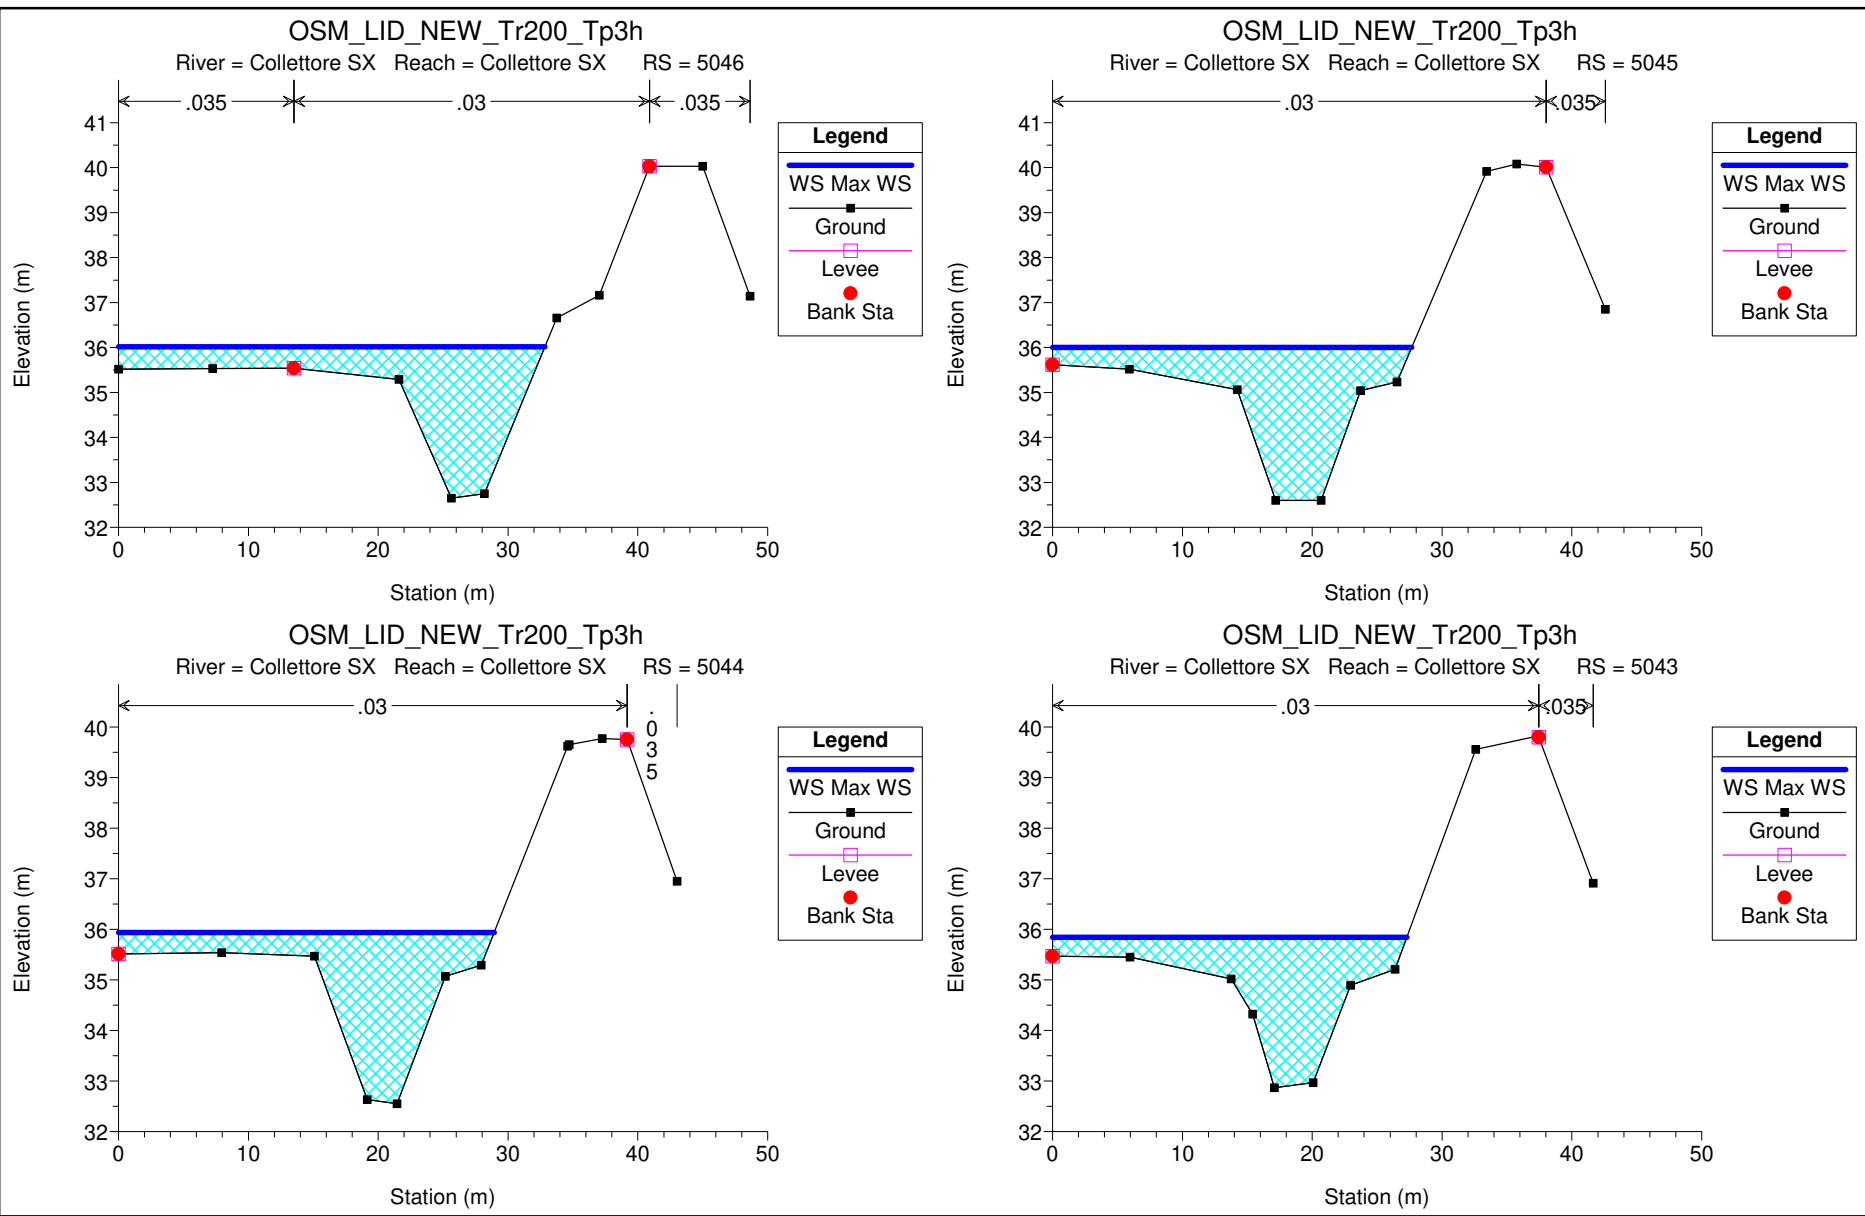 OSM_LID_NEW_Tr200_Tp3h
River = Collettore SX Reach = Collettore SX RS = 5046
.035 .03 .035
41
40
39
38
37
36
35
34
33
32
0 10 20 30 40 50
Station (m)
Elevation (m)
Legend
WS Max WS
Ground
Levee
Bank Sta
OSM_LID_NEW_Tr200_Tp3h
River = Collettore SX Reach = Collettore SX RS = 5045
.03 .035
41
40
39
38
37
36
35
34
33
32
0 10 20 30 40 50
Station (m)
Elevation (m)
Legend
WS Max WS
Ground
Levee
Bank Sta
OSM_LID_NEW_Tr200_Tp3h
River = Collettore SX Reach = Collettore SX RS = 5044
.03 .035
40
39
38
37
36
35
34
33
32
0 10 20 30 40 50
Station (m)
Elevation (m)
Legend
WS Max WS
Ground
Levee
Bank Sta
OSM_LID_NEW_Tr200_Tp3h
River = Collettore SX Reach = Collettore SX RS = 5043
.03 .035
40
39
38
37
36
35
34
33
32
0 10 20 30 40 50
Station (m)
Elevation (m)
Legend
WS Max WS
Ground
Levee
Bank Sta